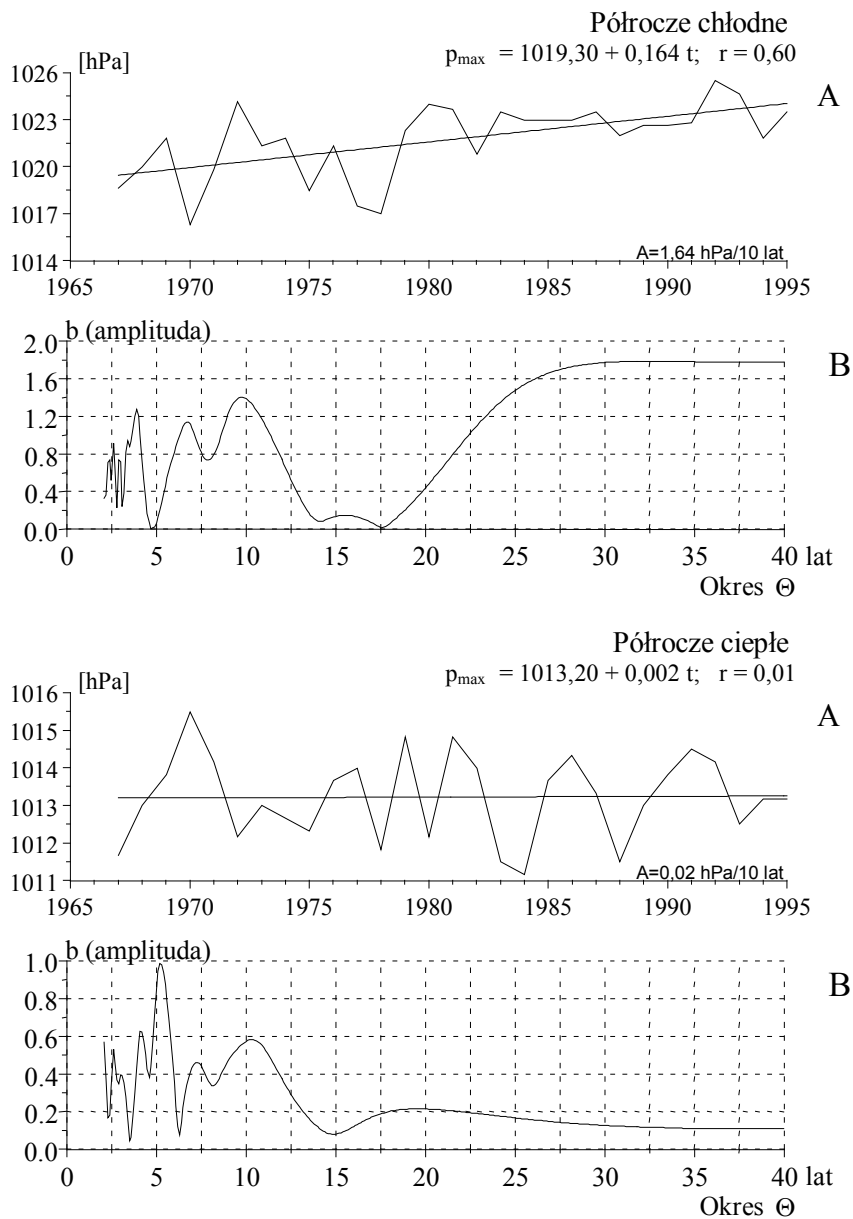 Półrocze chłodne
pmax = 1019,30 + 0,164 t; r = 0,60
[hPa]
A
1026
1023
1020
1017
1014
A=1,64 hPa/10 lat
1965 1970 1975 1980 1985 1990 1995
b (amplituda)
B
2.0
1.6
1.2
0.8
0.4
0.0
0 5 10 15 20 25 30 35 40 lat
Okres Θ
Półrocze ciepłe
pmax = 1013,20 + 0,002 t; r = 0,01
[hPa]
A
1016
1015
1014
1013
1012
1011
A=0,02 hPa/10 lat
1965 1970 1975 1980 1985 1990 1995
b (amplituda)
B
1.0
0.8
0.6
0.4
0.2
0.0
0 5 10 15 20 25 30 35 40 lat
Okres Θ